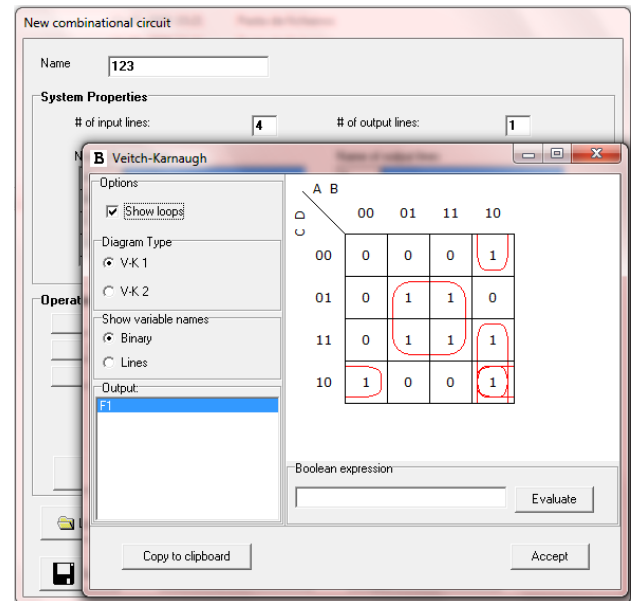 New combinational circuit
Name 123
System Properties
# of input lines: 4 # of output lines: 1
B Veitch-Karnaugh
Options
Show loops
Diagram Type
V-K 1
V-K 2
Show variable names
Binary
Lines
Output:
F1
A B
C D
00 01 11 10
00 0 0 0 1
01 0 1 1 0
11 0 1 1 1
10 1 0 0 1
Boolean expression
Evaluate
Copy to clipboard
Accept
Operat